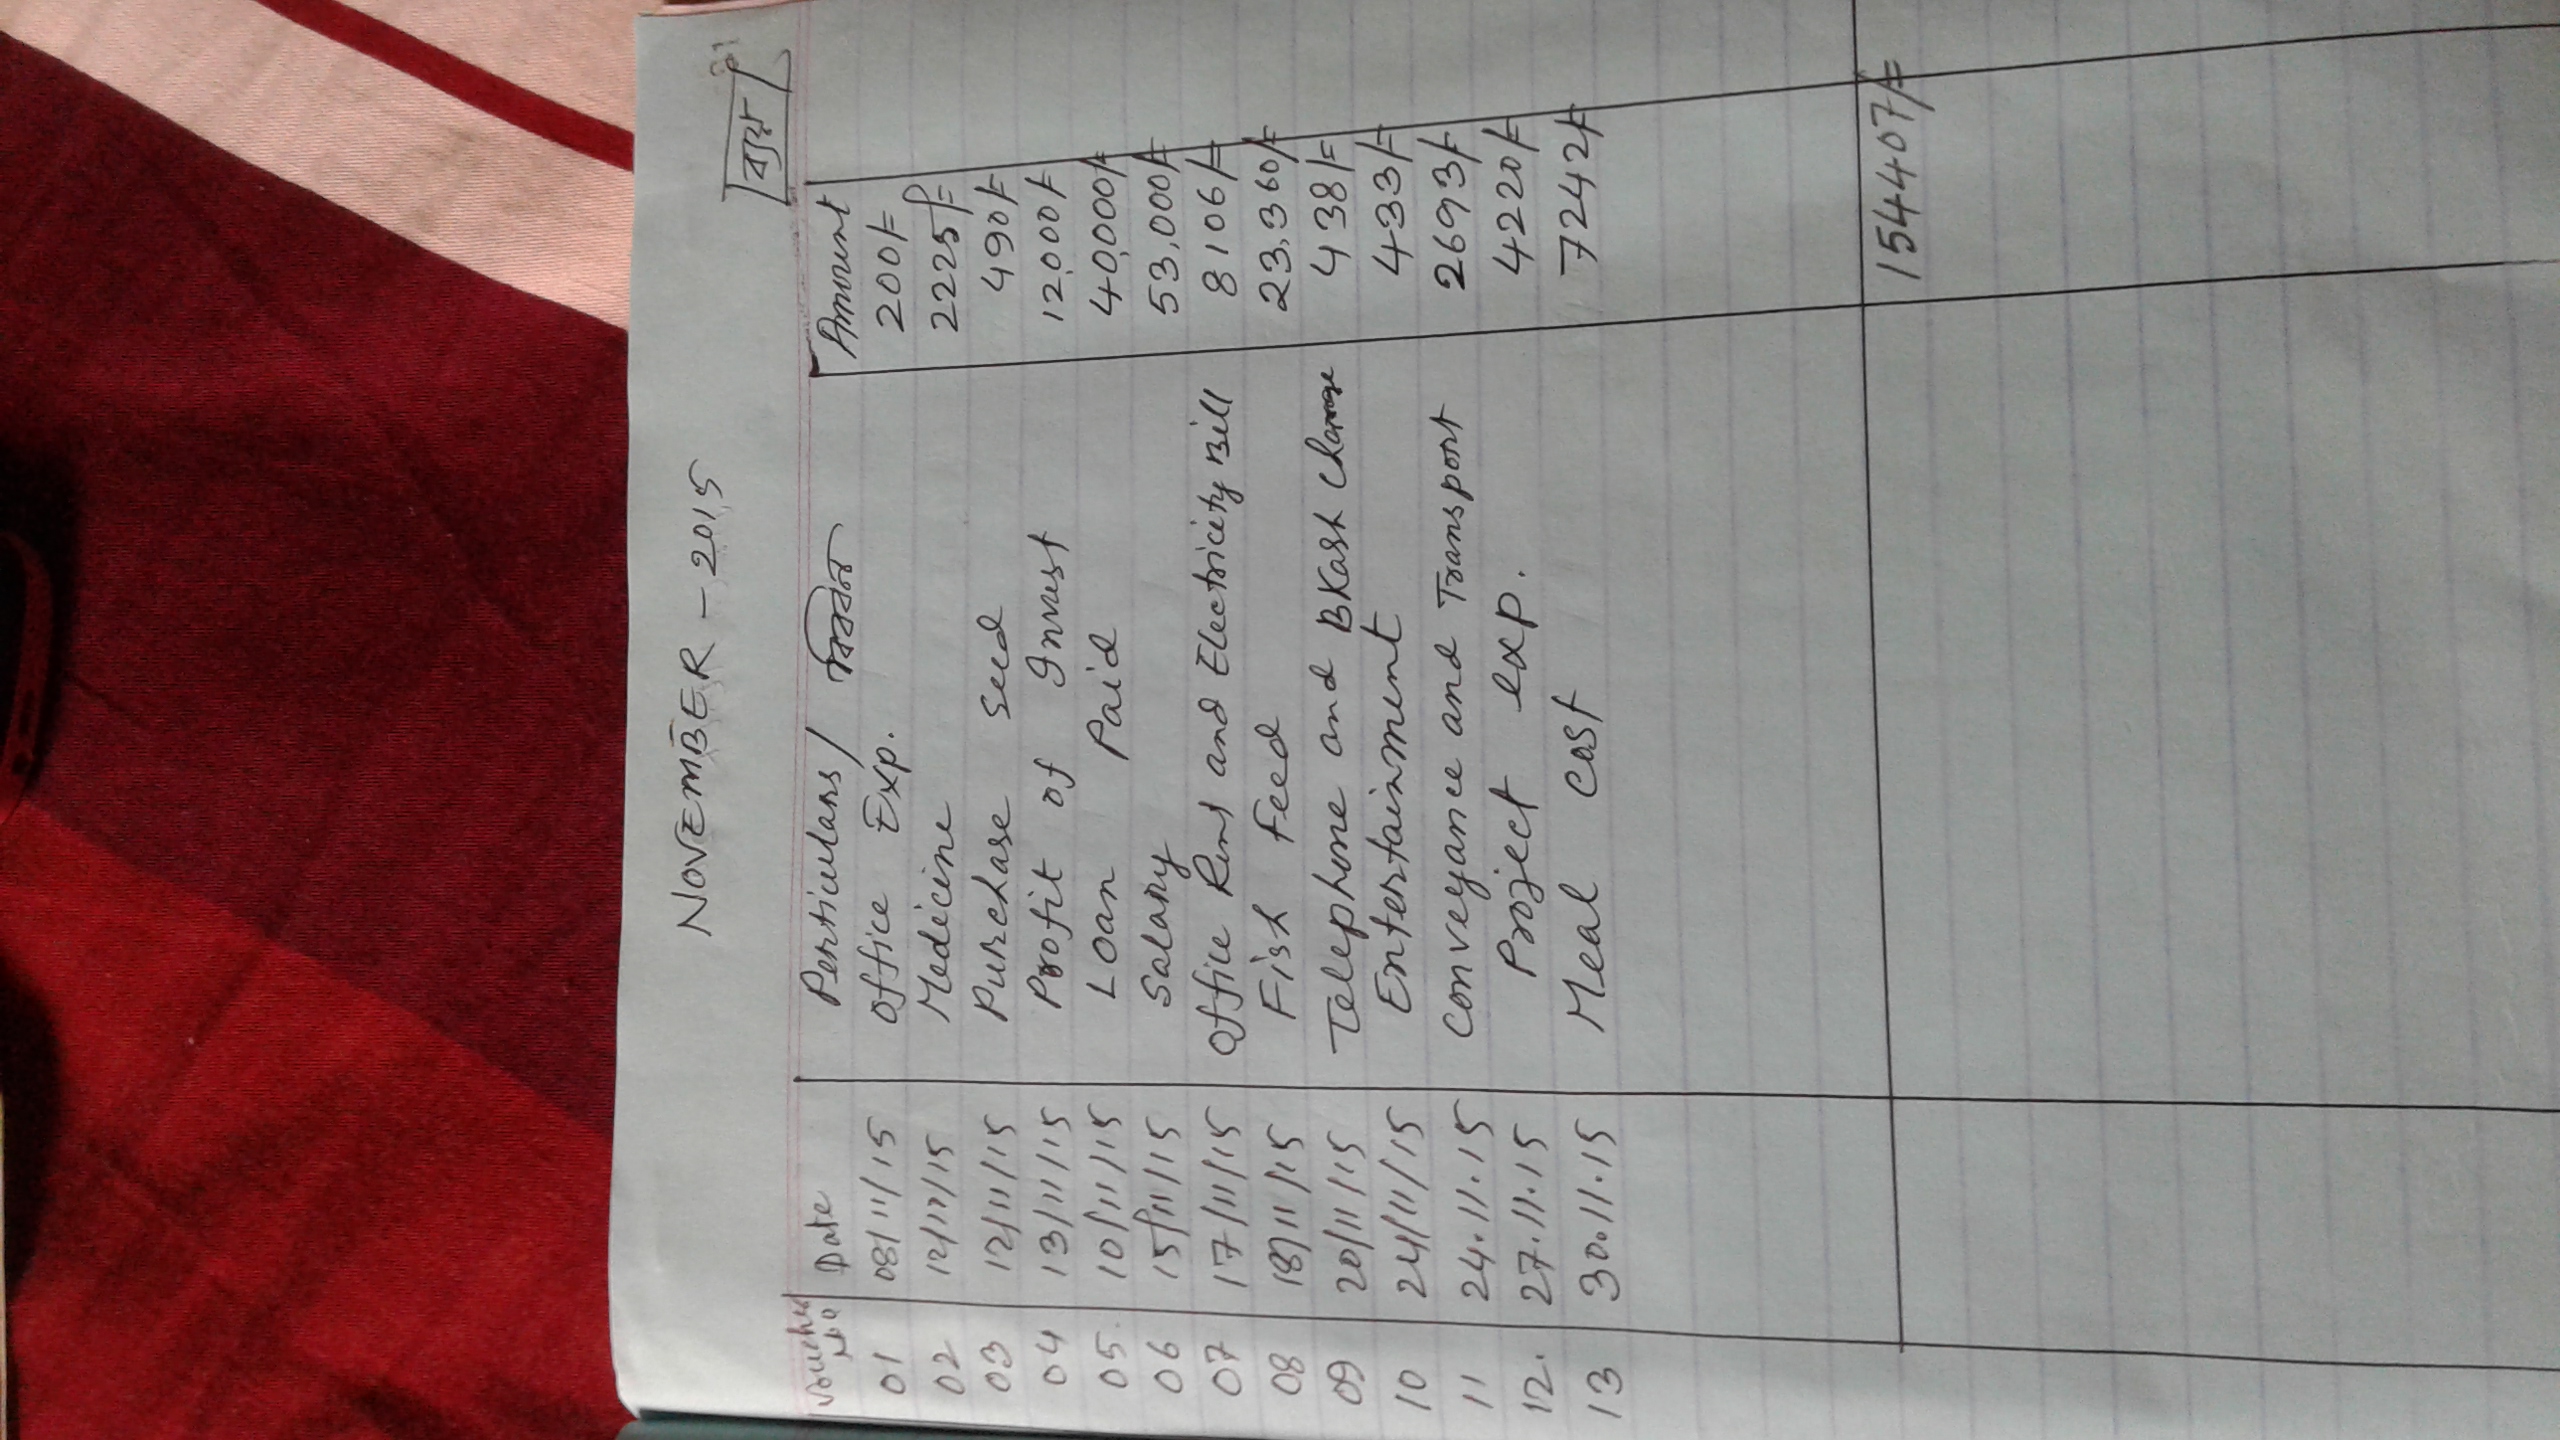 NOVEMBER - 2015
ব্যয়
Voucher No Date Perticulars / বিবরন Amount
01 08/11/15 Office Exp. 200/=
02 12/11/15 Medicine 2225/=
03 12/11/15 Purchase Seed 490/=
04 13/11/15 Profit of Invest 12,000/=
05. 10/11/15 Loan Paid 40,000/=
06 15/11/15 Salary 53,000/=
07 17/11/15 Office Rent and Electricity Bill 8106/=
08 18/11/15 Fish Feed 23,360/=
09 20/11/15 Telephone and BKash Charge 438/=
10 24/11/15 Entertainment 433/=
11 24.11.15 Conveyance and Transport 2693/=
12. 27.11.15 Project exp. 4220/=
13 30.11.15 Meal cost 7242/=
154407/=